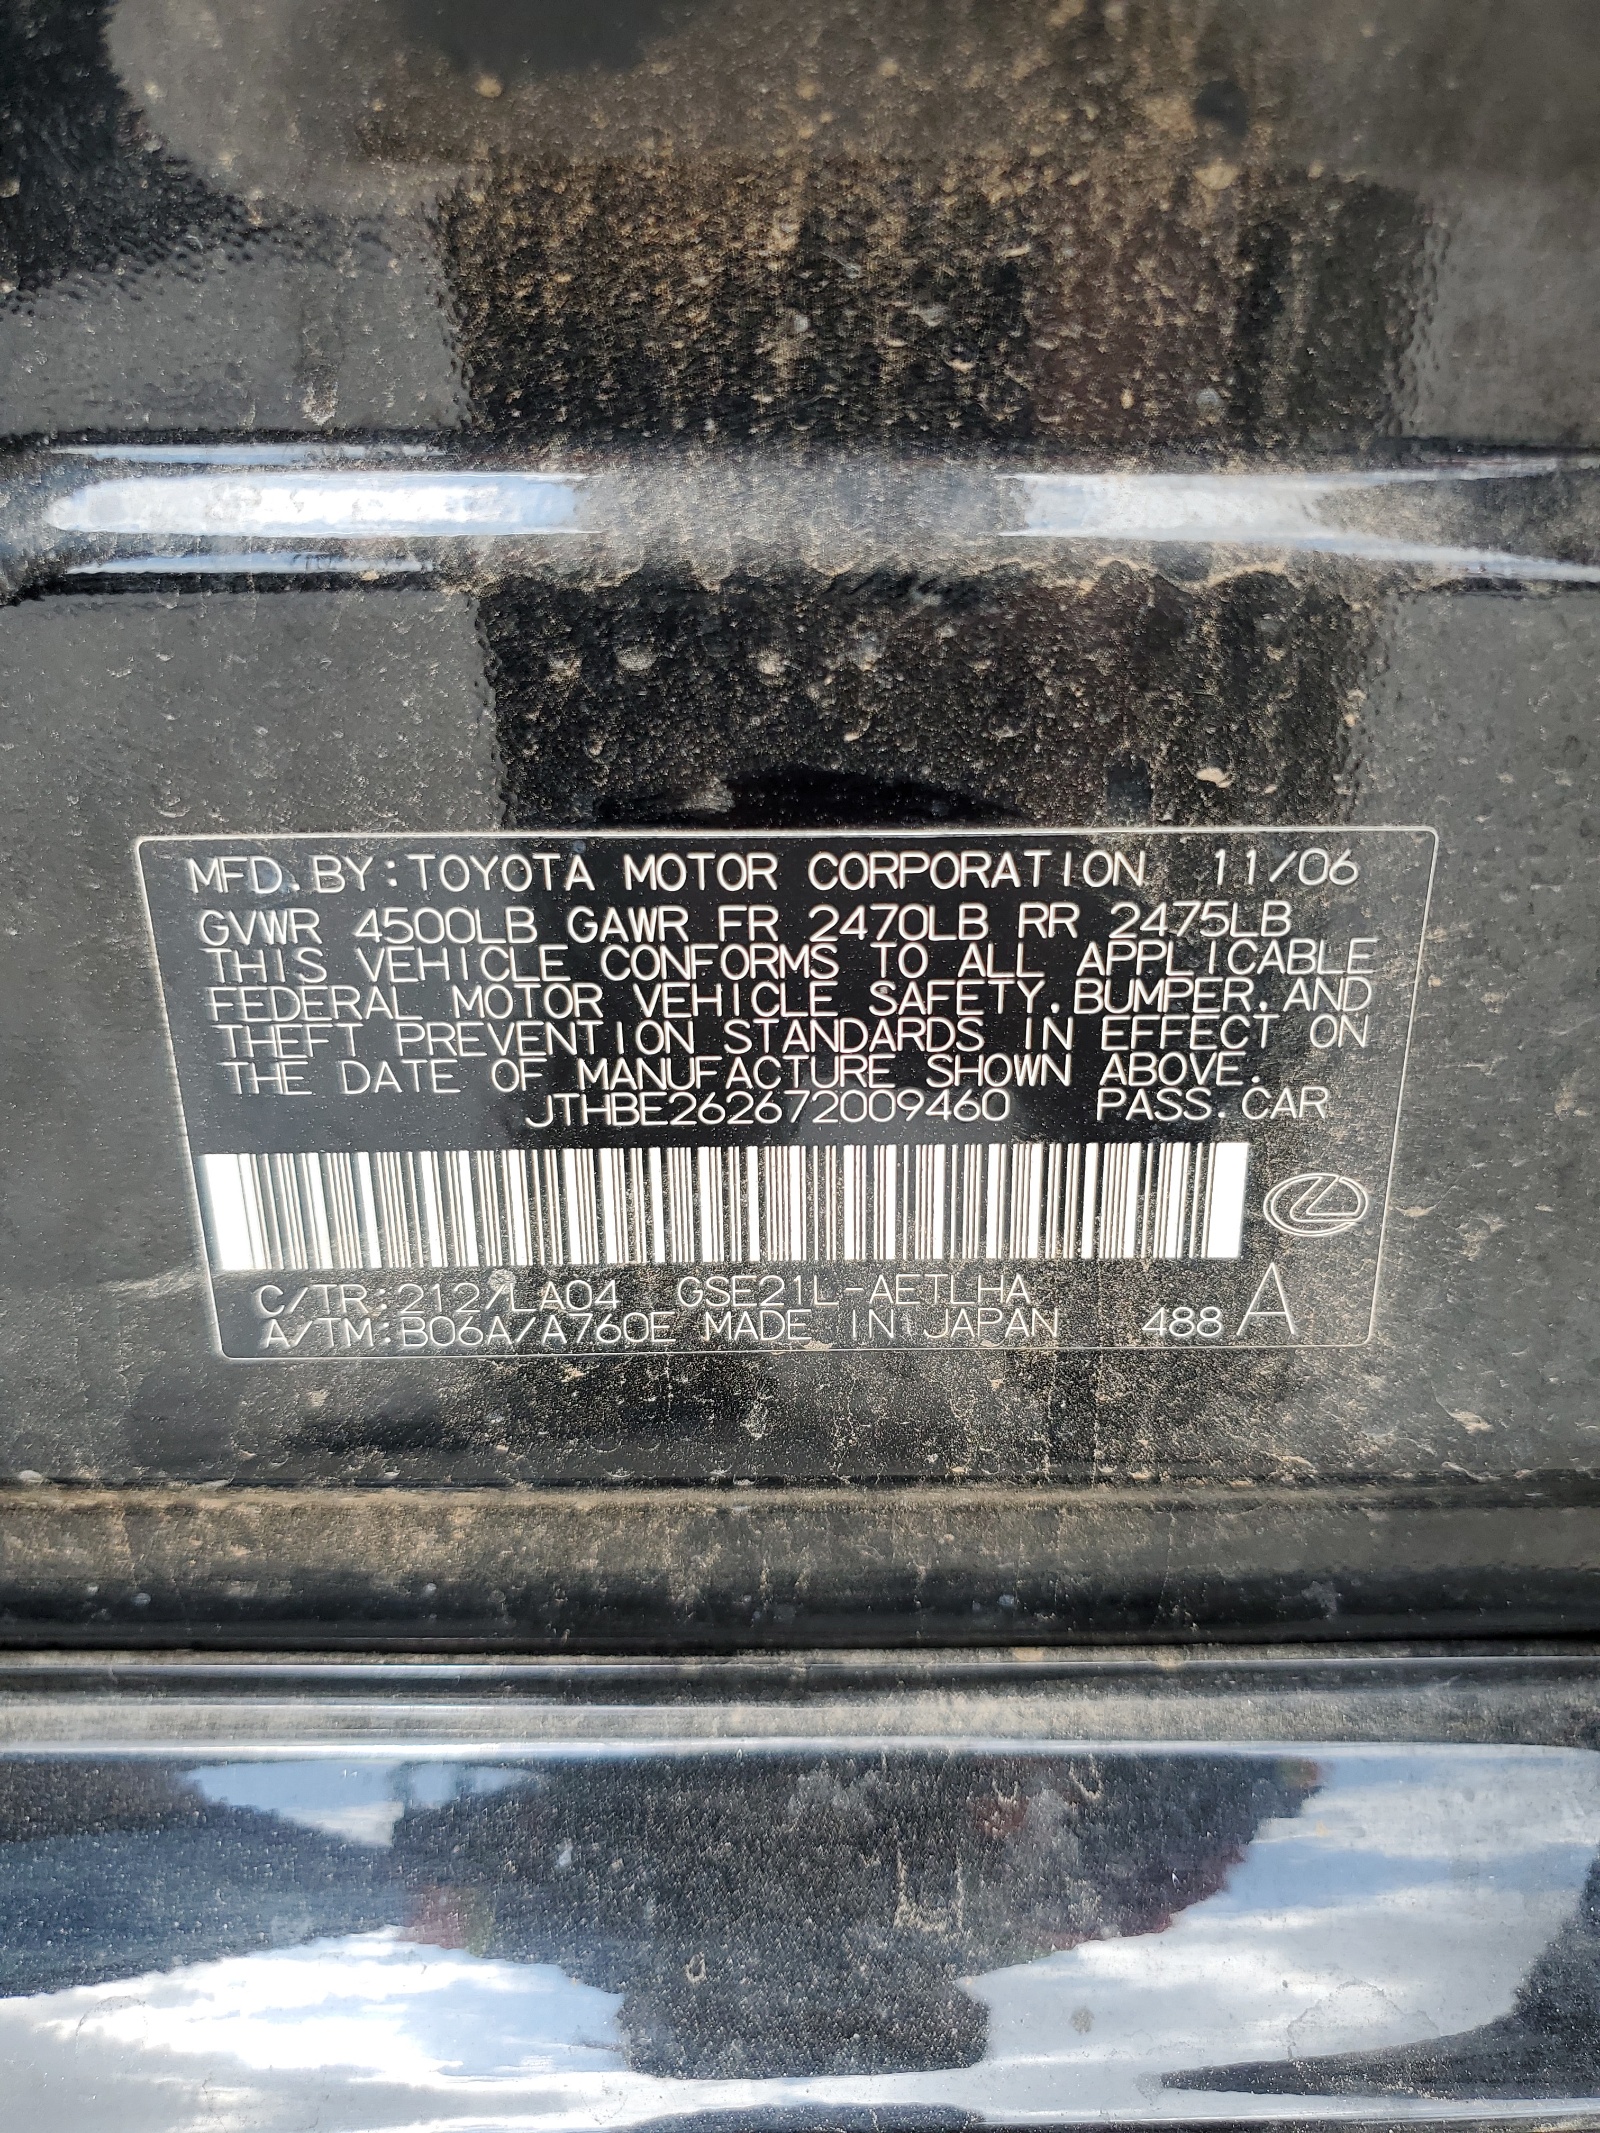 MFD.BY:TOYOTA MOTOR CORPORATION 11/06
GVWR 4500LB GAWR FR 2470LB RR 2475LB
THIS VEHICLE CONFORMS TO ALL APPLICABLE
FEDERAL MOTOR VEHICLE SAFETY,BUMPER,AND
THEFT PREVENTION STANDARDS IN EFFECT ON
THE DATE OF MANUFACTURE SHOWN ABOVE.
JTHBE262672009460 PASS.CAR
C/TR:212/LA04 GSE21L-AETLHA
A/TM:B06A/A760E MADE IN JAPAN 488 A